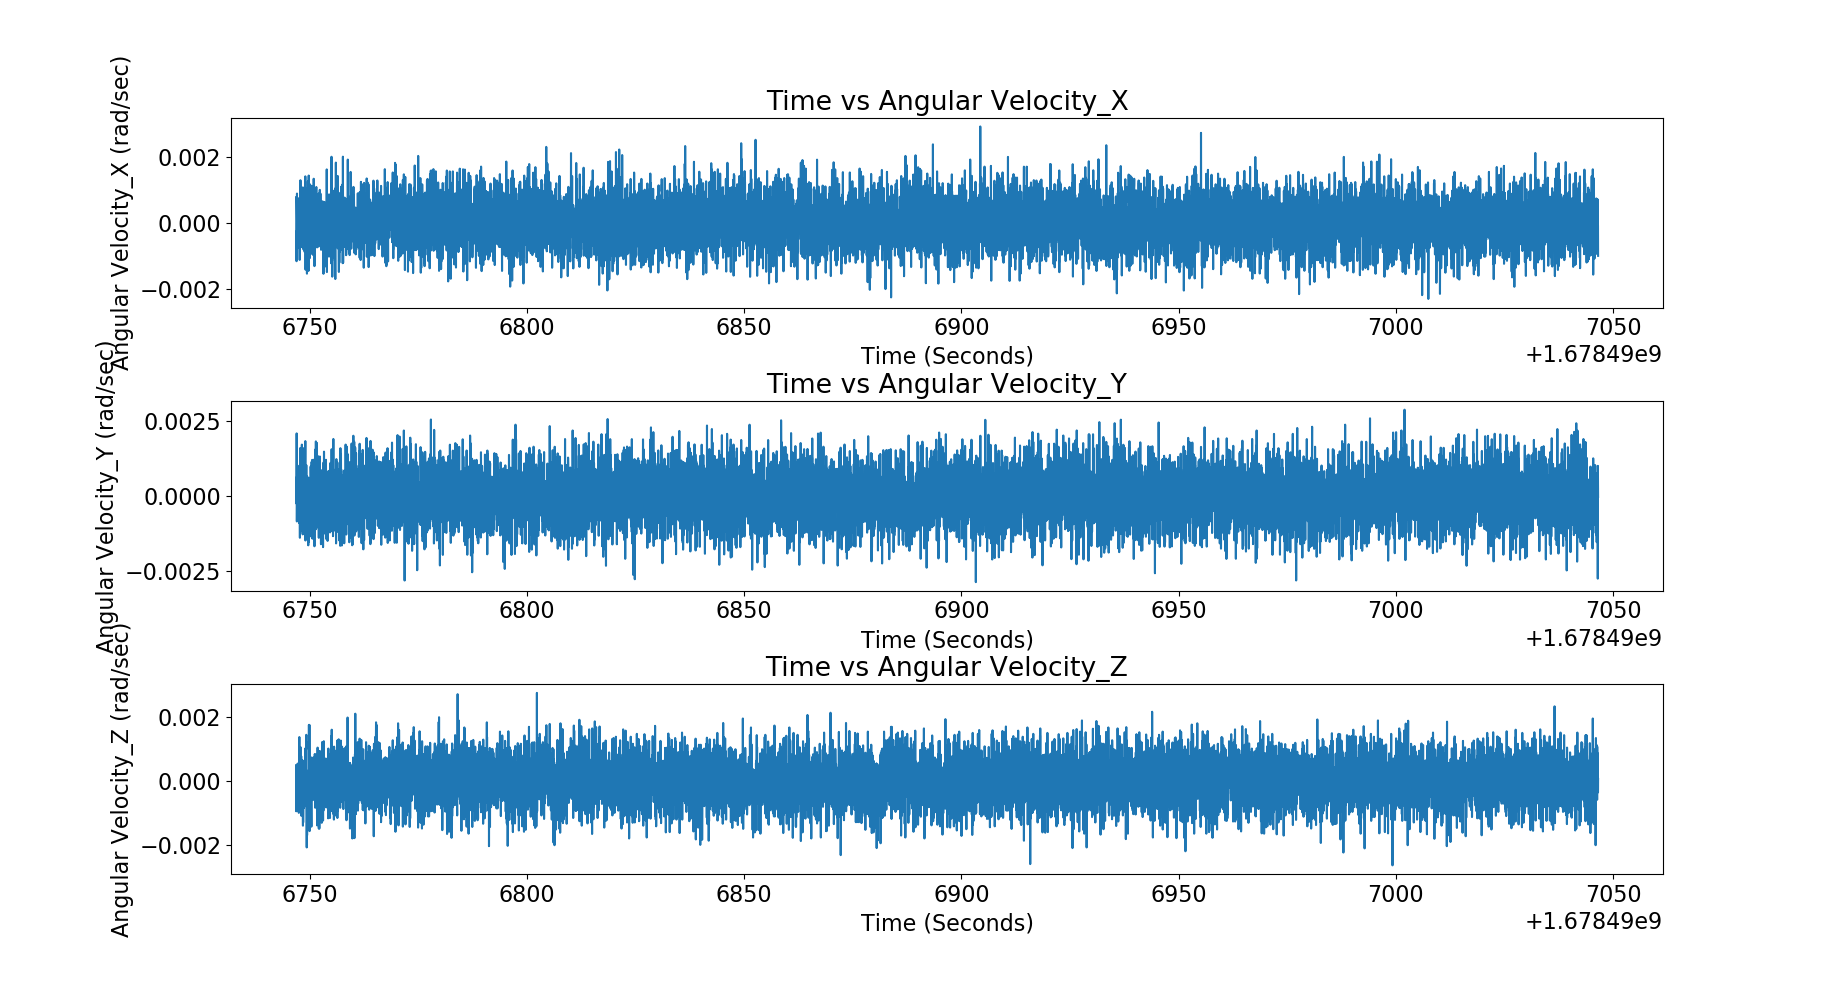 Time vs Angular Velocity_X
Angular Velocity_X (rad/sec)
0.002
0.000
−0.002
6750 6800 6850 6900 6950 7000 7050
Time (Seconds)
+1.67849e9
Time vs Angular Velocity_Y
Angular Velocity_Y (rad/sec)
0.0025
0.0000
−0.0025
6750 6800 6850 6900 6950 7000 7050
Time (Seconds)
+1.67849e9
Time vs Angular Velocity_Z
Angular Velocity_Z (rad/sec)
0.002
0.000
−0.002
6750 6800 6850 6900 6950 7000 7050
Time (Seconds)
+1.67849e9